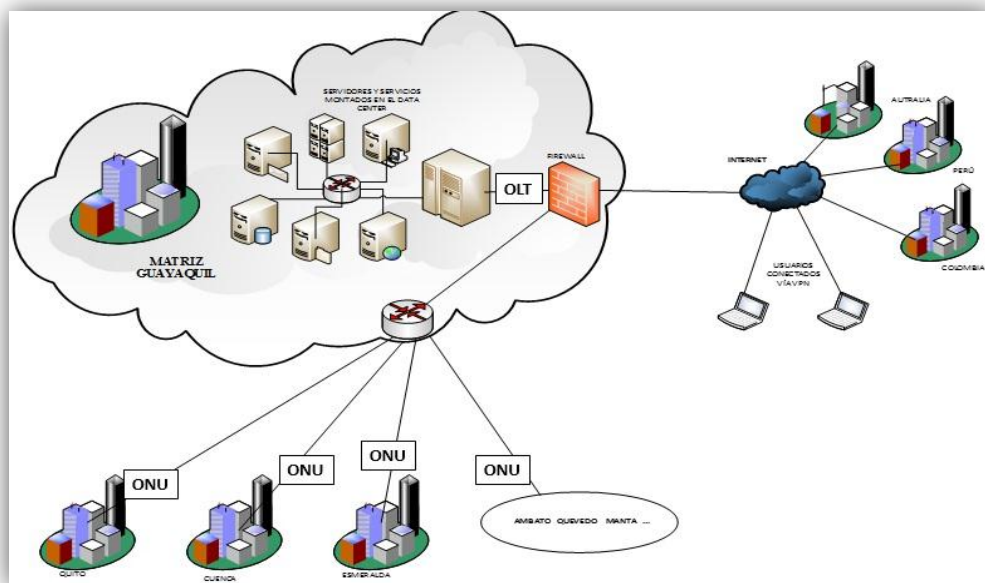 SERVIDORES Y SERVICIOS
MONTADOS EN EL DATA
CENTER
MATRIZ
GUAYAQUIL
OLT
FIREWALL
INTERNET
AUTRALIA
PERÚ
COLOMBIA
USUARIOS
CONECTADOS
VÍA VPN
ONU
ONU
ONU
ONU
QUITO
CUENCA
ESMERALDA
AMBATO QUEVEDO MANTA ...